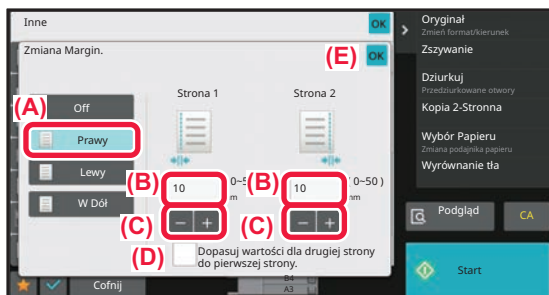 Inne
OK
Zmiana Margin.
(E)
OK
(A)
Off
Prawy
Lewy
W Dół
Strona 1
Strona 2
(B)
10
0~5
m
(B)
10
0~50 )
mm
(C)
− +
(C)
− +
(D)
Dopasuj wartości dla drugiej strony
do pierwszej strony.
Cofnij
B4
A3
Oryginał
Zmień format/kierunek
Zszywanie
Dziurkuj
Przedziurkowane otwory
Kopia 2-Stronna
Wybór Papieru
Zmiana podajnika papieru
Wyrównanie tła
Podgląd
CA
Start